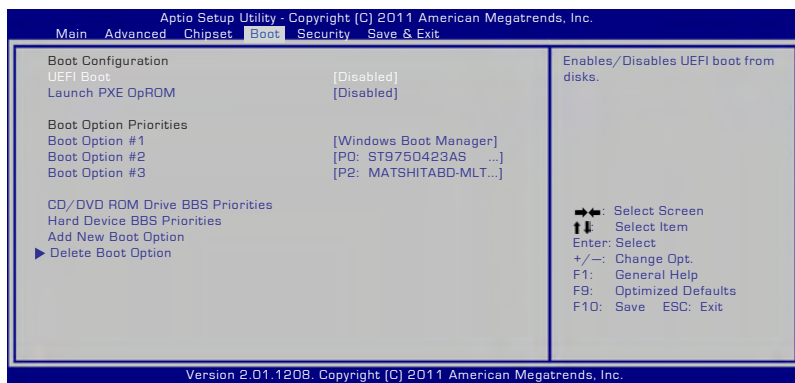 Aptio Setup Utility - Copyright (C) 2011 American Megatrends, Inc.
Main Advanced Chipset Boot Security Save & Exit
Boot Configuration
UEFI Boot [Disabled]
Launch PXE OpROM [Disabled]
Boot Option Priorities
Boot Option #1 [Windows Boot Manager]
Boot Option #2 [P0: ST9750423AS ...]
Boot Option #3 [P2: MATSHITABD-MLT...]
CD/DVD ROM Drive BBS Priorities
Hard Device BBS Priorities
Add New Boot Option
Delete Boot Option
Enables/Disables UEFI boot from
disks.
: Select Screen
: Select Item
Enter: Select
+/—: Change Opt.
F1: General Help
F9: Optimized Defaults
F10: Save ESC: Exit
Version 2.01.1208. Copyright (C) 2011 American Megatrends, Inc.